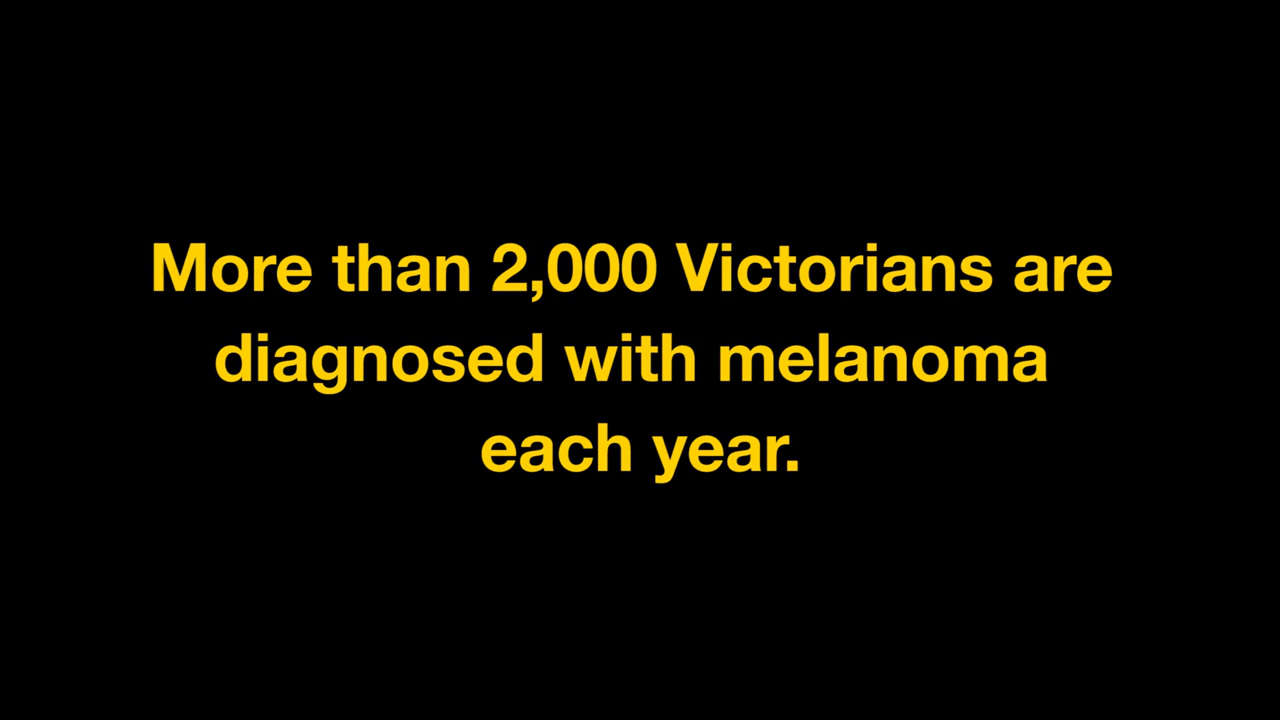 More than 2,000 Victorians are
diagnosed with melanoma
each year.